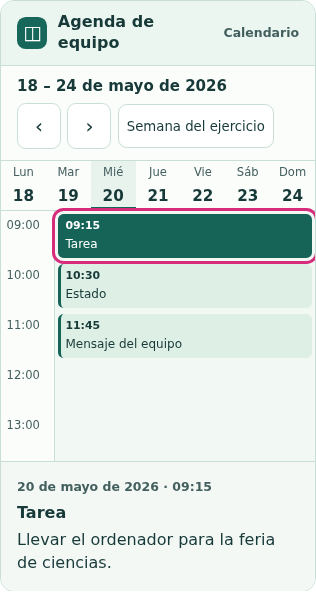 Agenda de
equipo
Calendario
18 – 24 de mayo de 2026
‹ › Semana del ejercicio
Lun Mar Mié Jue Vie Sáb Dom
18 19 20 21 22 23 24
09:00
09:15
Tarea
10:00
10:30
Estado
11:00
11:45
Mensaje del equipo
12:00
13:00
20 de mayo de 2026 · 09:15
Tarea
Llevar el ordenador para la feria
de ciencias.